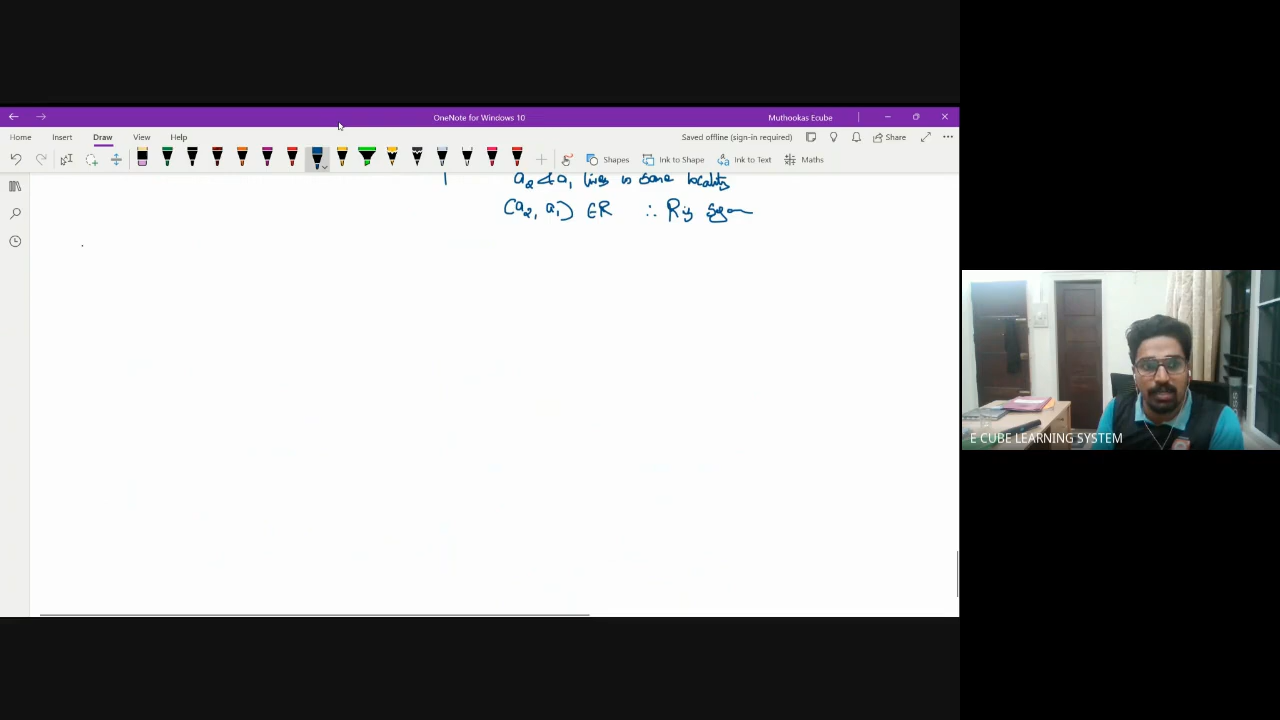 OneNote for Windows 10
Muthookas Ecube
Home Insert Draw View Help
Saved offline (sign-in required) Share
Shapes Ink to Shape Ink to Text Maths
a₂ & a₁ lives in same locality
(a₂, a₁) ∈R ∴ R is
E CUBE LEARNING SYSTEM